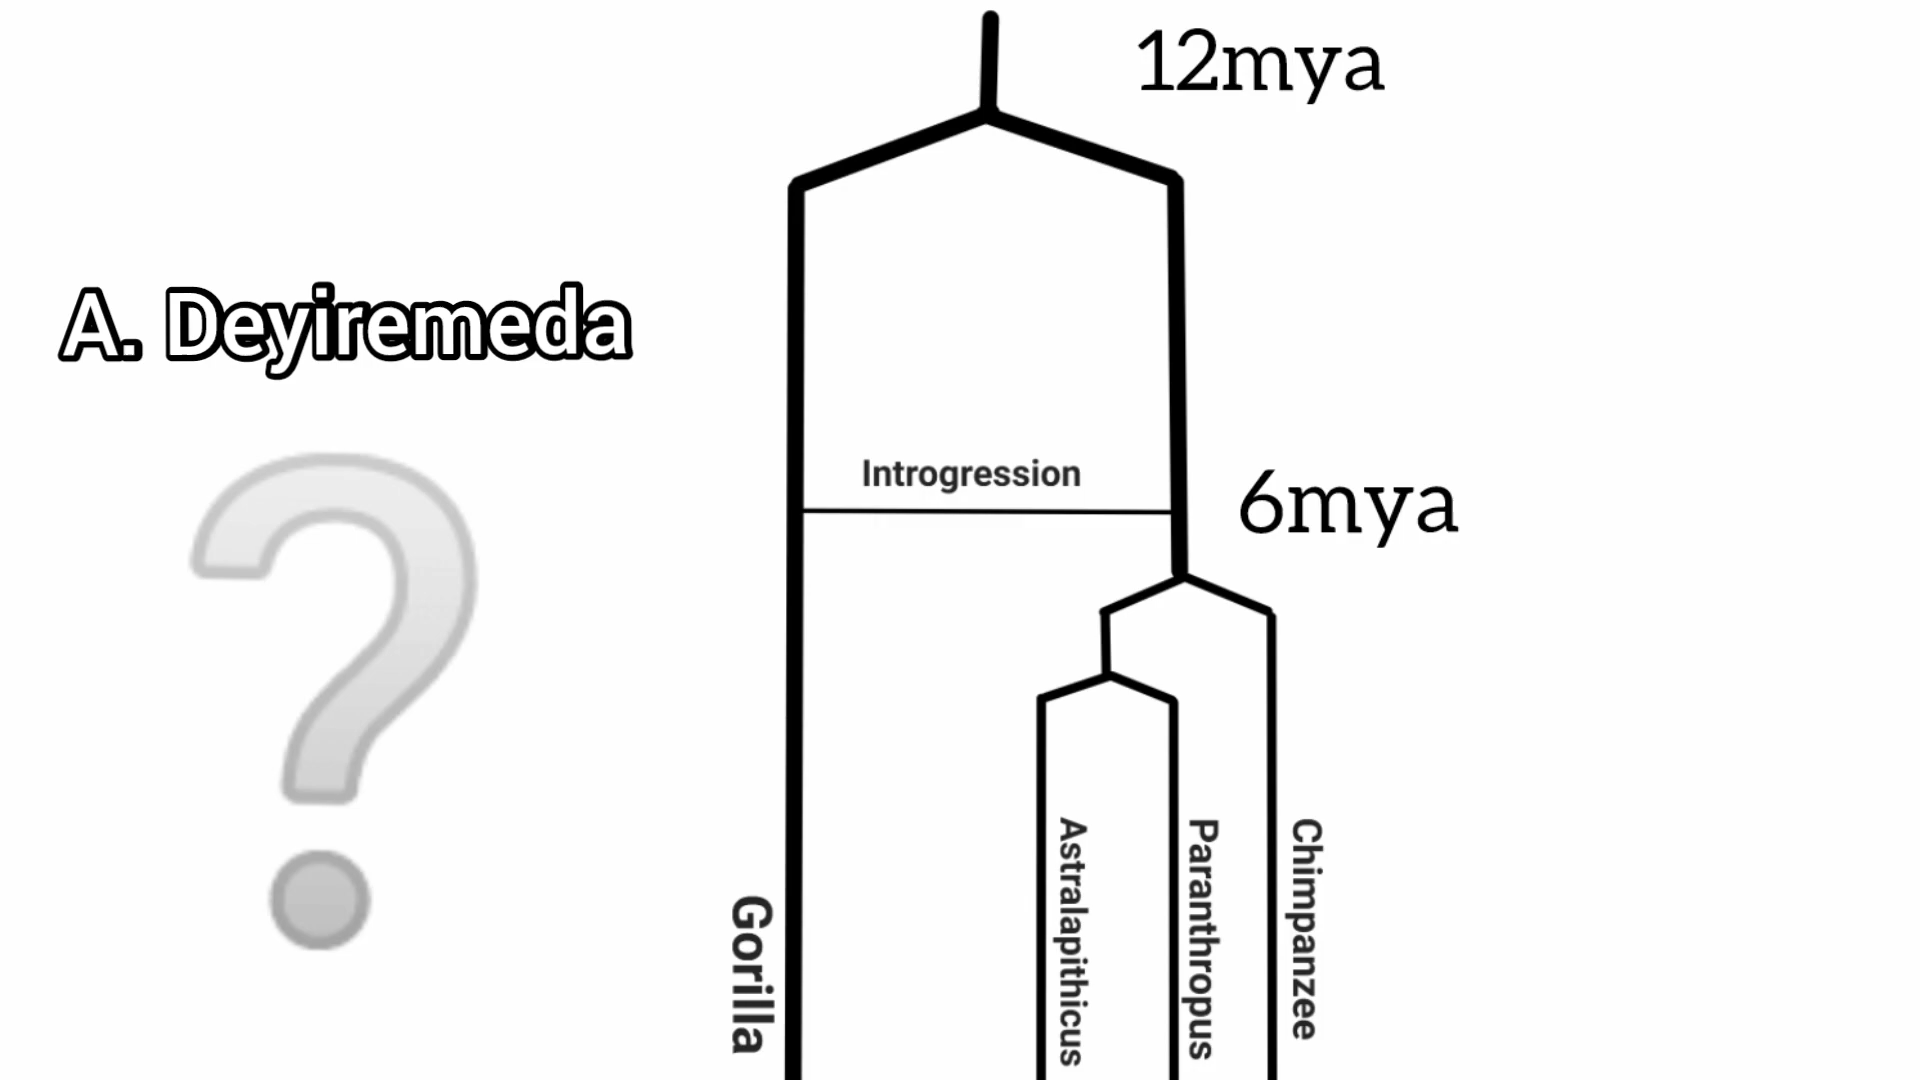 12mya
A. Deyiremeda
Introgression
6mya
Gorilla
Astralapithicus
Paranthropus
Chimpanzee